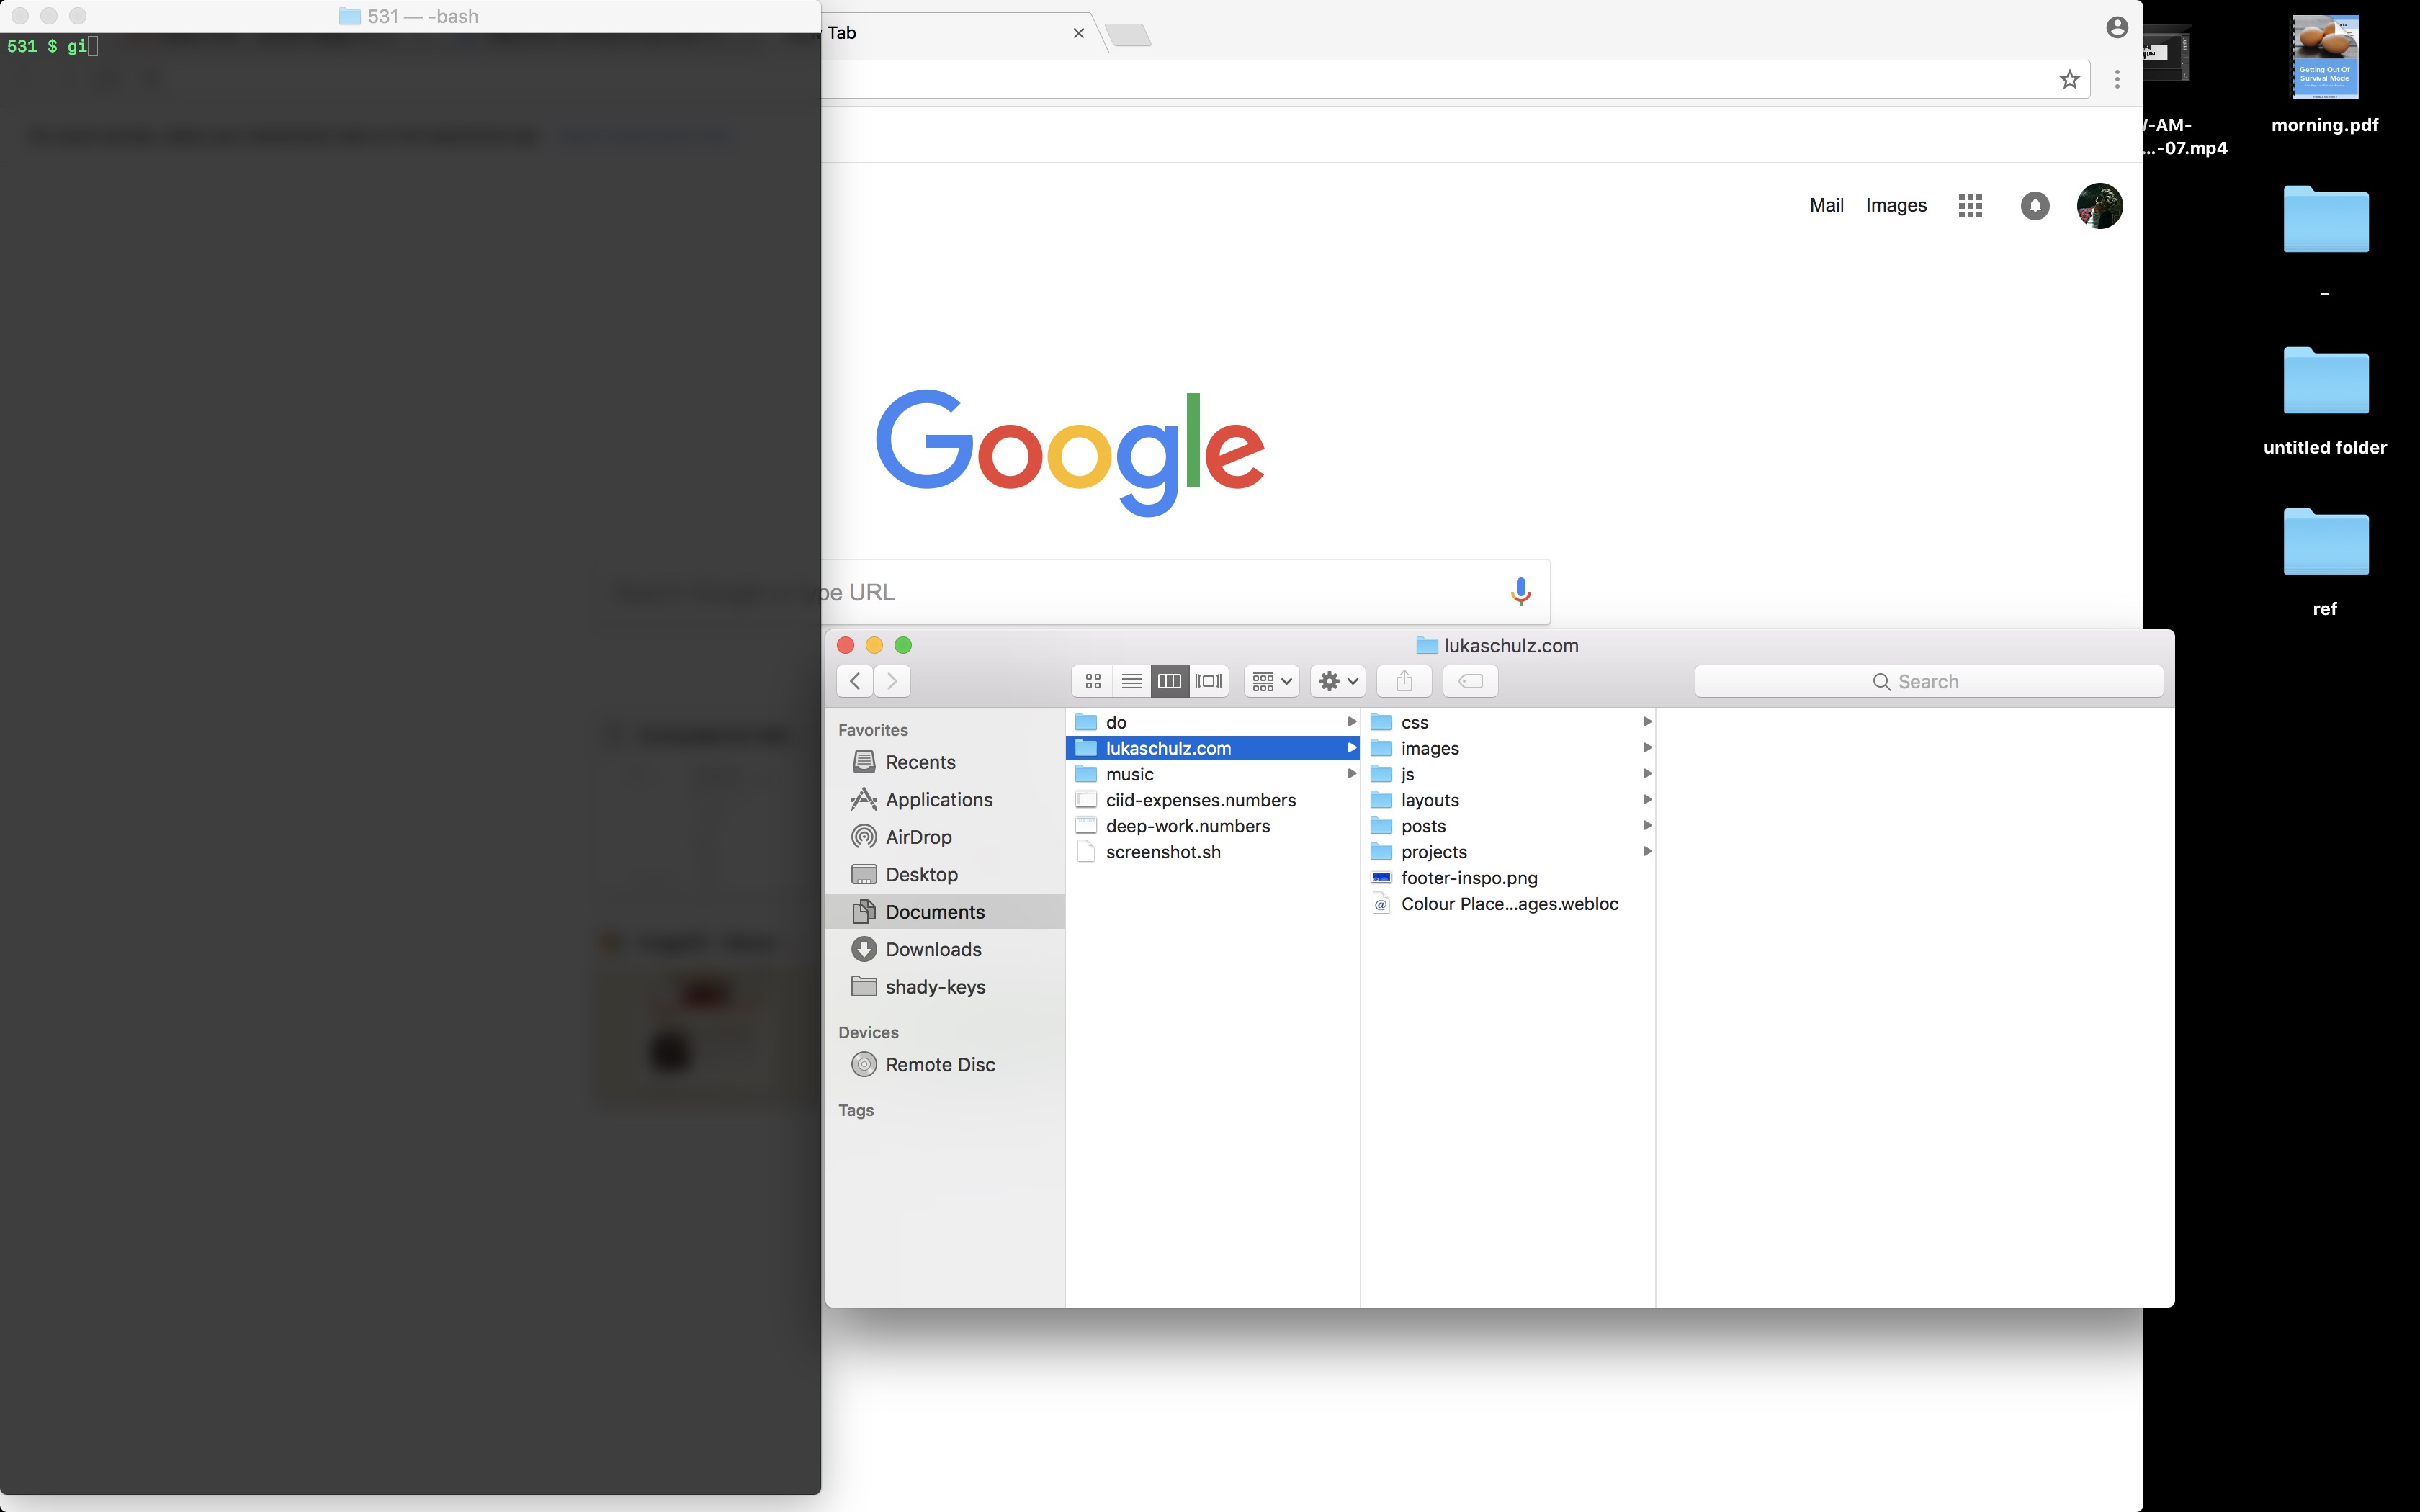 531 — -bash
531 $ gi
Tab
Mail
Images
Google
pe URL
lukaschulz.com
Search
Favorites
Recents
Applications
AirDrop
Desktop
Documents
Downloads
shady-keys
Devices
Remote Disc
Tags
do
lukaschulz.com
music
ciid-expenses.numbers
deep-work.numbers
screenshot.sh
css
images
js
layouts
posts
projects
footer-inspo.png
Colour Place...ages.webloc
-AM-
...-07.mp4
Getting Out Of
Survival Mode
morning.pdf
–
untitled folder
ref